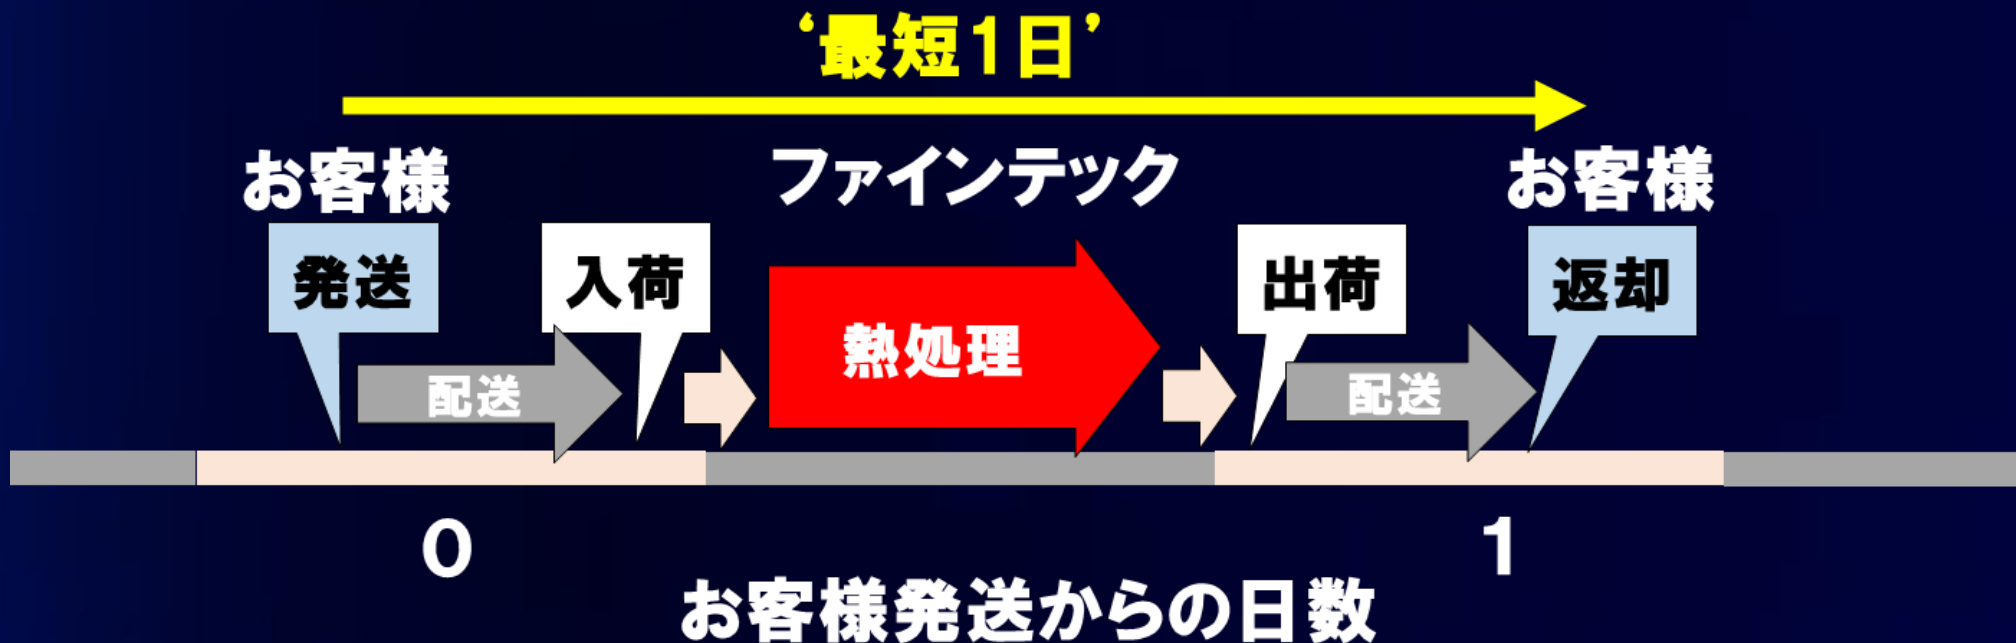 ‘最短1日’
お客様
ファインテック
お客様
発送
入荷
熱処理
出荷
返却
配送
配送
0
1
お客様発送からの日数